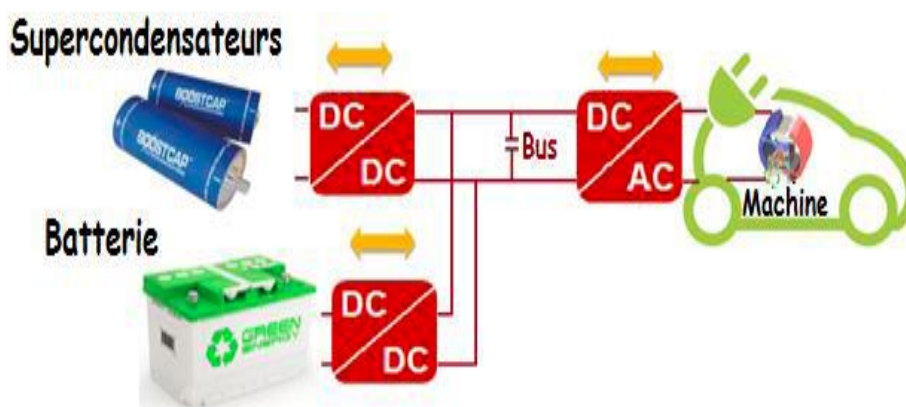 Supercondensateurs
BOOSTCAP
BOOSTCAP
DC
DC
Bus
DC
AC
Machine
Batterie
GREEN
ENERGY
DC
DC